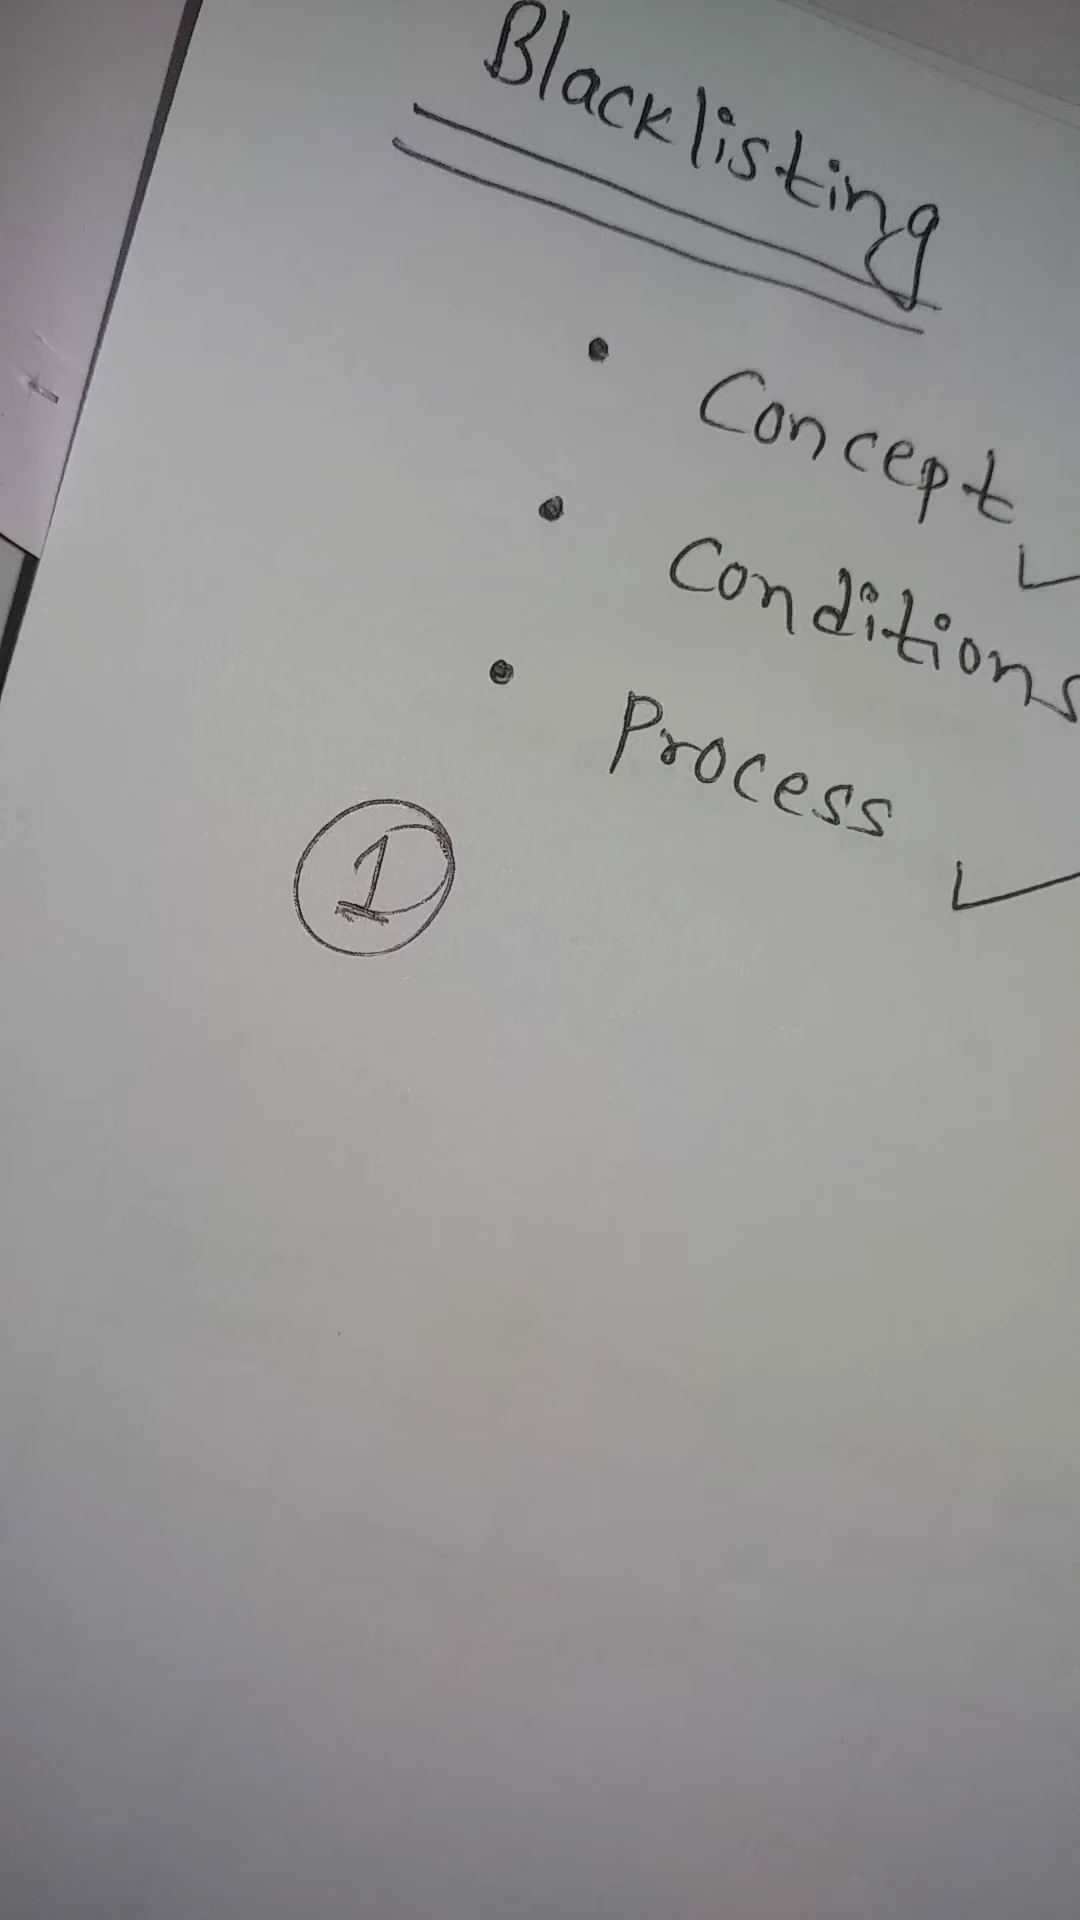 Blacklisting
• Concept
• Conditions
• Process
1